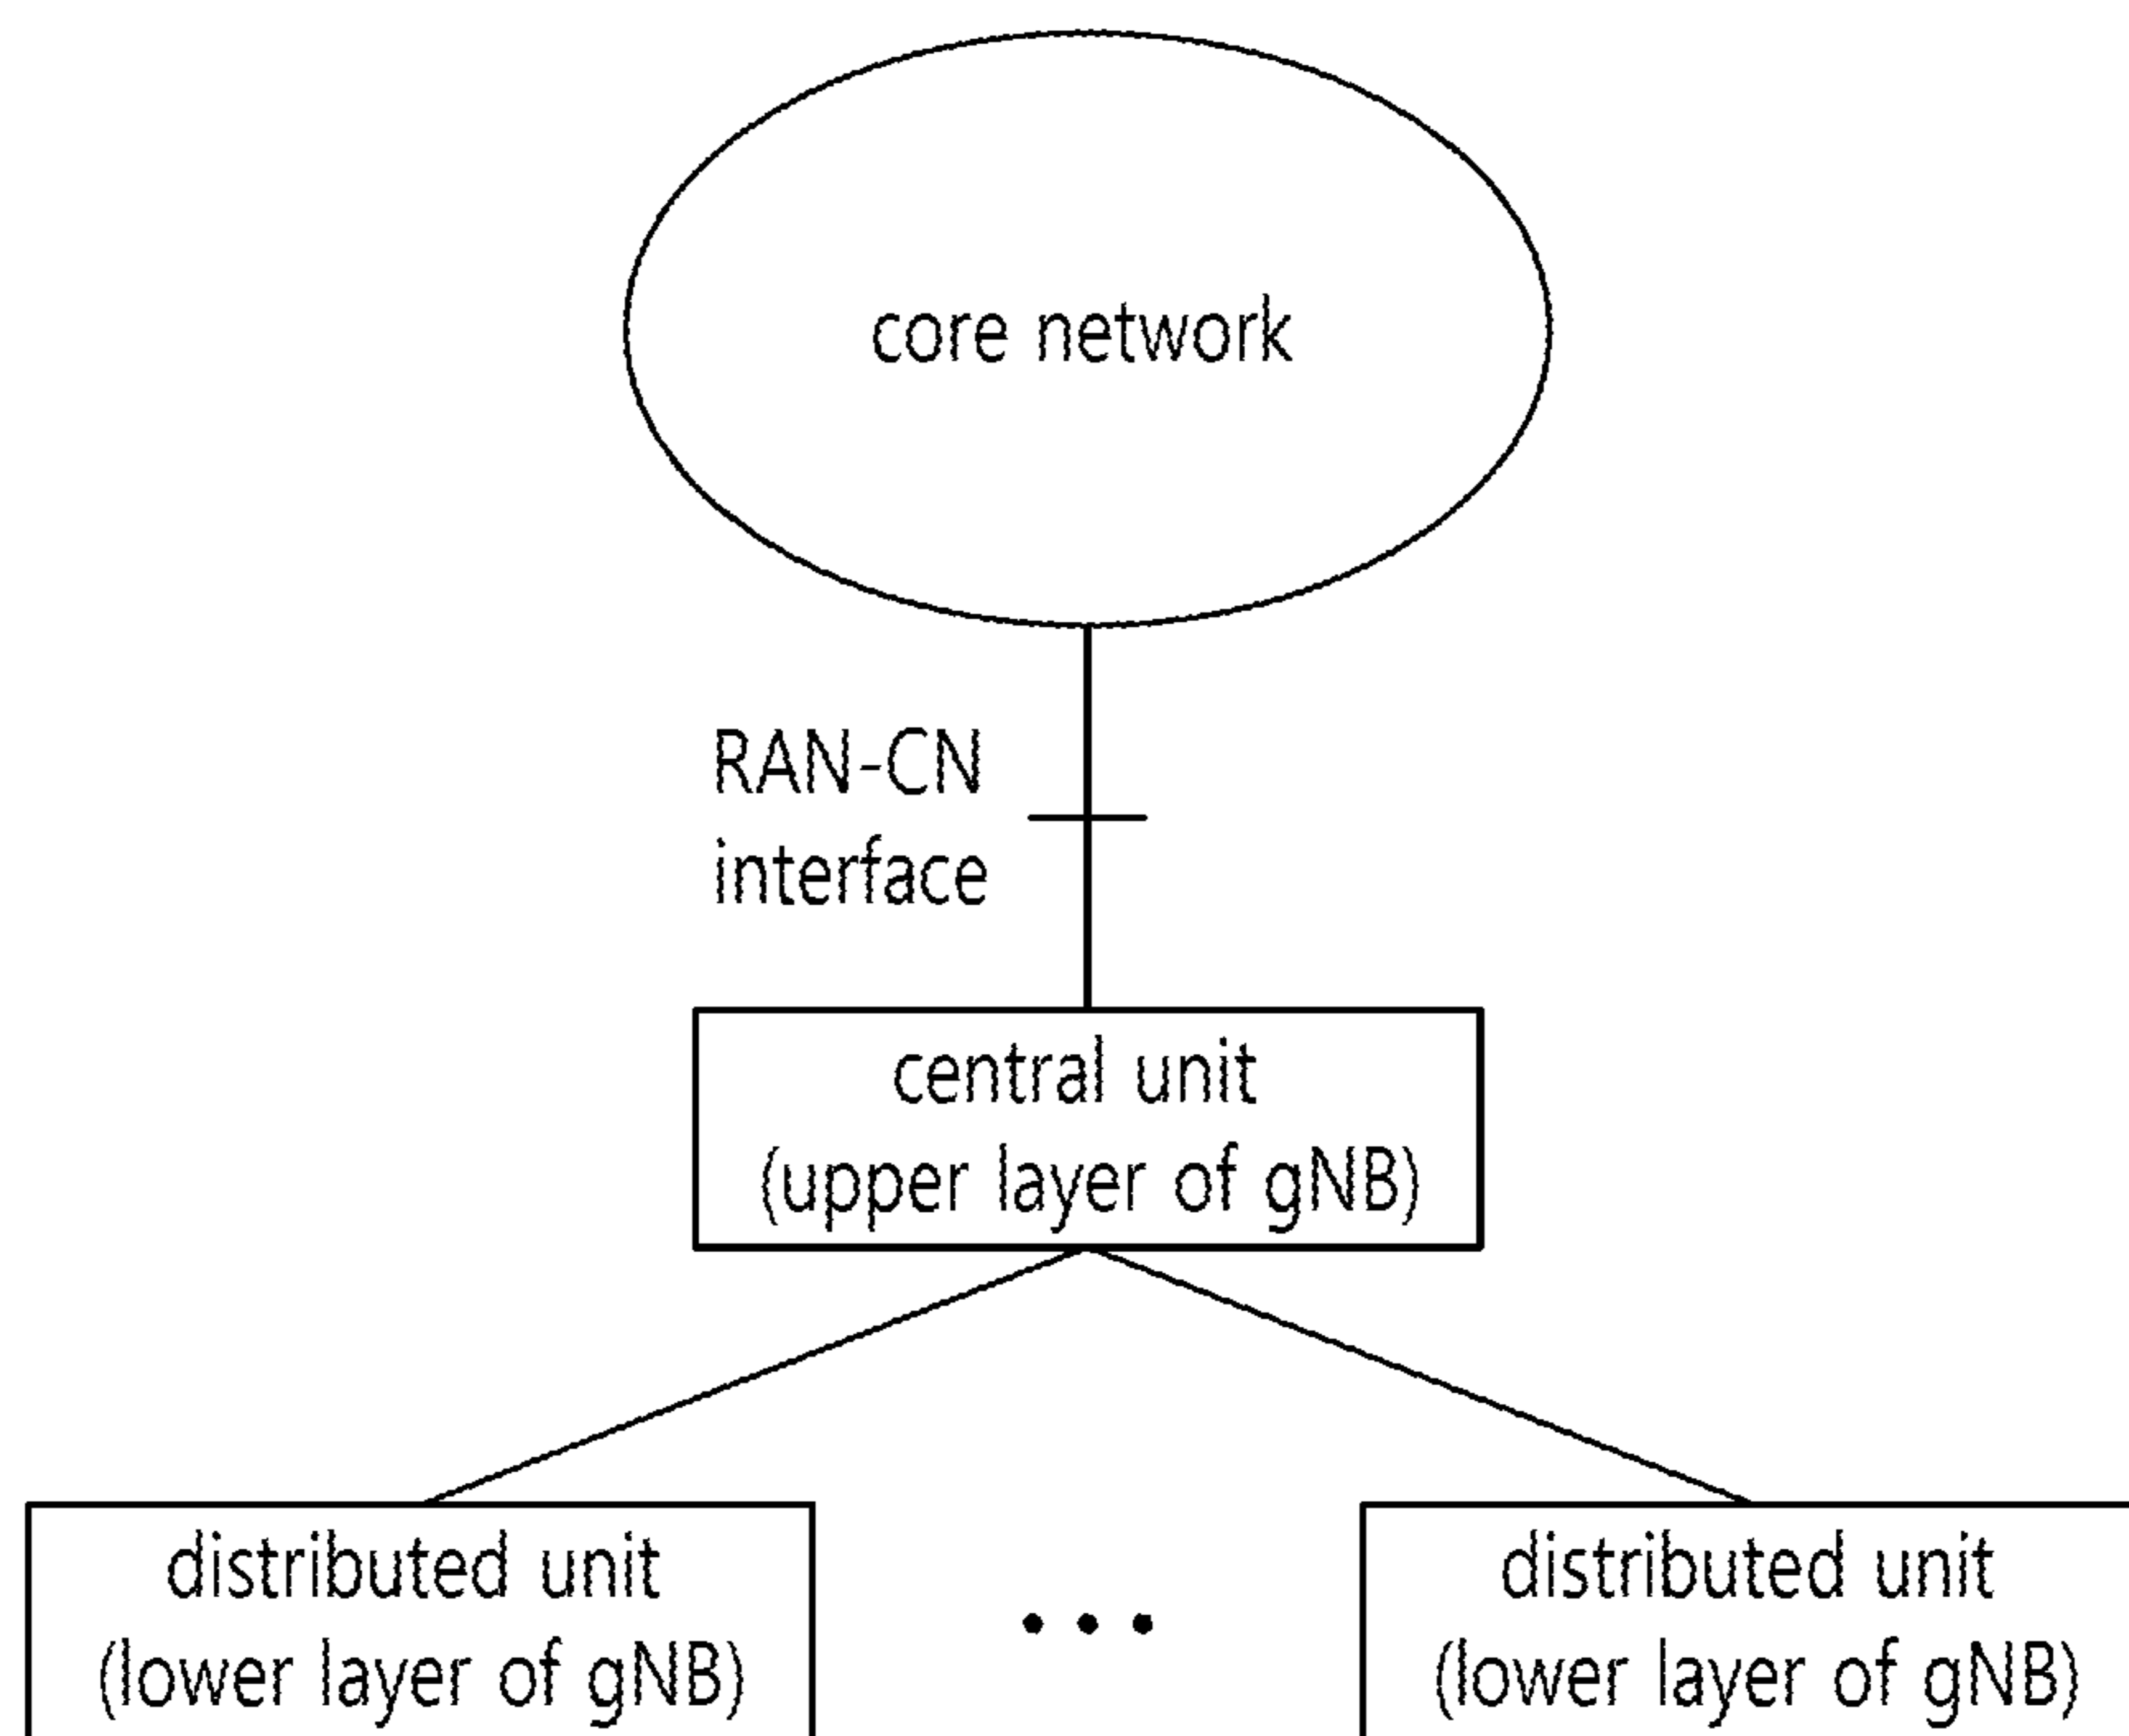 core network
RAN-CN
interface
central unit
(upper layer of gNB)
distributed unit
(lower layer of gNB)
• • •
distributed unit
(lower layer of gNB)